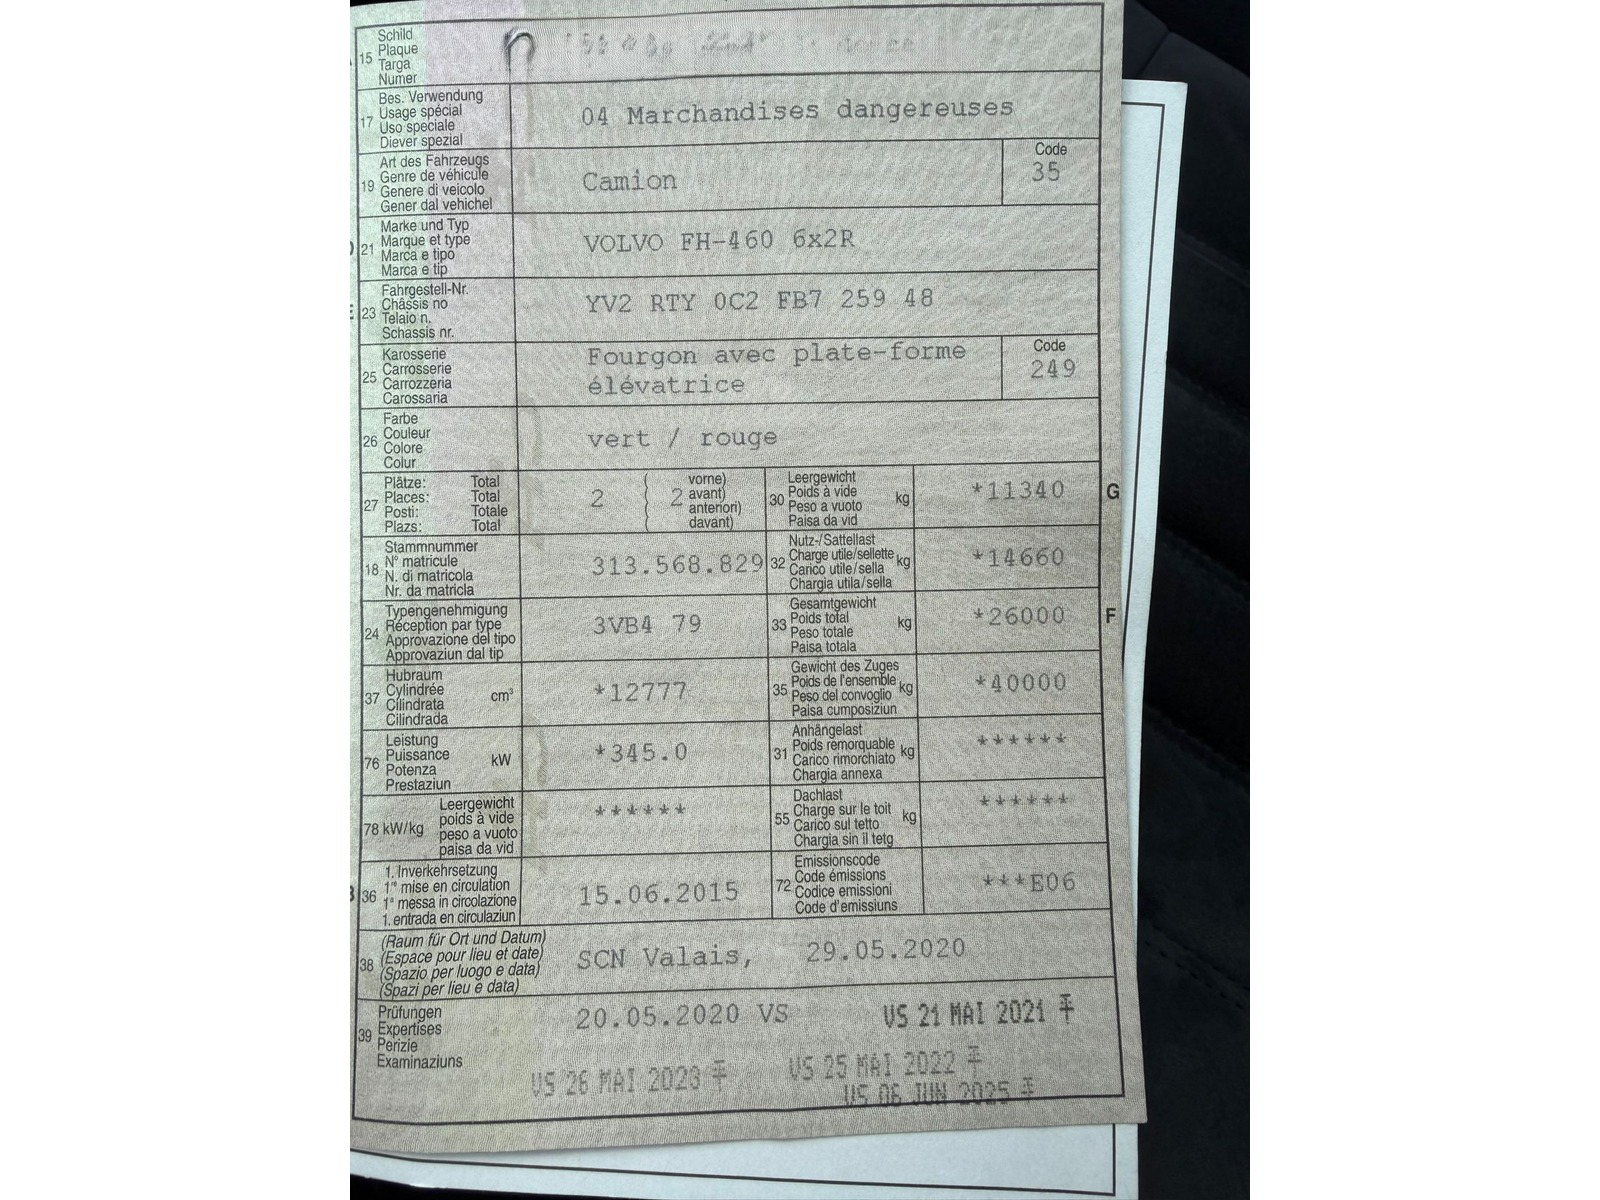 15 Schild
Plaque
Targa
Numer
17 Bes. Verwendung
Usage spécial
Uso speciale
Diever spezial
04 Marchandises dangereuses
19 Art des Fahrzeugs
Genre de véhicule
Genere di veicolo
Gener dal vehichel
Camion
Code
35
21 Marke und Typ
Marque et type
Marca e tipo
Marca e tip
VOLVO FH-460 6x2R
23 Fahrgestell-Nr.
Châssis no
Telaio n.
Schassis nr.
YV2 RTY 0C2 FB7 259 48
25 Karosserie
Carrosserie
Carrozzeria
Carossaria
Fourgon avec plate-forme
élévatrice
Code
249
26 Farbe
Couleur
Colore
Colur
vert / rouge
27 Plätze: Total
Places: Total
Posti: Totale
Plazs: Total
2 ( 2 vorne)
avant)
anteriori)
davant)
30 Leergewicht
Poids à vide kg
Peso a vuoto
Paisa da vid
*11340 G
18 Stammnummer
N° matricule
N. di matricola
Nr. da matricla
313.568.829
32 Nutz-/Sattellast
Charge utile/sellette kg
Carico utile/sella
Chargia utila/sella
*14660
24 Typengenehmigung
Réception par type
Approvazione del tipo
Approvaziun dal tip
3VB4 79
33 Gesamtgewicht
Poids total kg
Peso totale
Paisa totala
*26000 F
37 Hubraum
Cylindrée cm³
Cilindrata
Cilindrada
*12777
35 Gewicht des Zuges
Poids de l'ensemble kg
Peso del convoglio
Paisa cumposiziun
*40000
76 Leistung
Puissance kW
Potenza
Prestaziun
*345.0
31 Anhängelast
Poids remorquable kg
Carico rimorchiato
Chargia annexa
******
78 kW/kg Leergewicht
poids à vide
peso a vuoto
paisa da vid
******
55 Dachlast
Charge sur le toit kg
Carico sul tetto
Chargia sin il tetg
******
36 1. Inverkehrsetzung
1re mise en circulation
1a messa in circolazione
1. entrada en circulaziun
15.06.2015
72 Emissionscode
Code émissions
Codice emissioni
Code d'emissiuns
***E06
38 (Raum für Ort und Datum)
(Espace pour lieu et date)
(Spazio per luogo e data)
(Spazi per lieu e data)
SCN Valais, 29.05.2020
39 Prüfungen
Expertises
Perizie
Examinaziuns
20.05.2020 VS
VS 21 MAI 2021
VS 25 MAI 2022
VS 26 MAI 2023
VS 06 JUN 2025